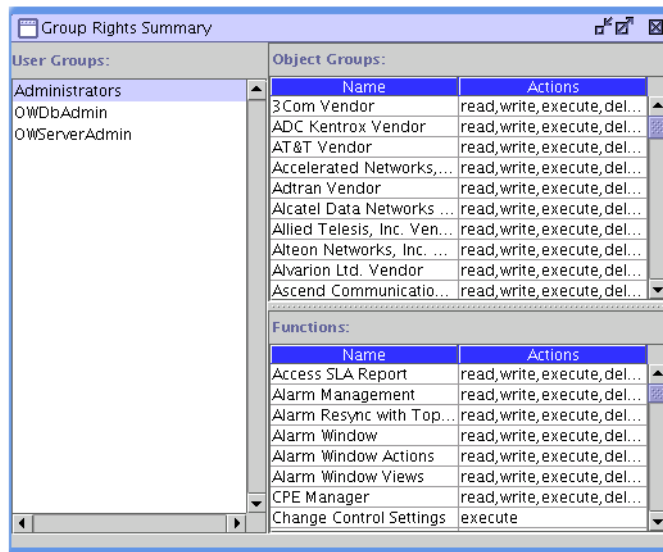 Group Rights Summary
User Groups:
Administrators
OWDbAdmin
OWServerAdmin
Object Groups:
Name Actions
3Com Vendor read,write,execute,del...
ADC Kentrox Vendor read,write,execute,del...
AT&T Vendor read,write,execute,del...
Accelerated Networks,... read,write,execute,del...
Adtran Vendor read,write,execute,del...
Alcatel Data Networks ... read,write,execute,del...
Allied Telesis, Inc. Ven... read,write,execute,del...
Alteon Networks, Inc. ... read,write,execute,del...
Alvarion Ltd. Vendor read,write,execute,del...
Ascend Communicatio... read,write,execute,del...
Functions:
Name Actions
Access SLA Report read,write,execute,del...
Alarm Management read,write,execute,del...
Alarm Resync with Top... read,write,execute,del...
Alarm Window read,write,execute,del...
Alarm Window Actions read,write,execute,del...
Alarm Window Views read,write,execute,del...
CPE Manager read,write,execute,del...
Change Control Settings execute